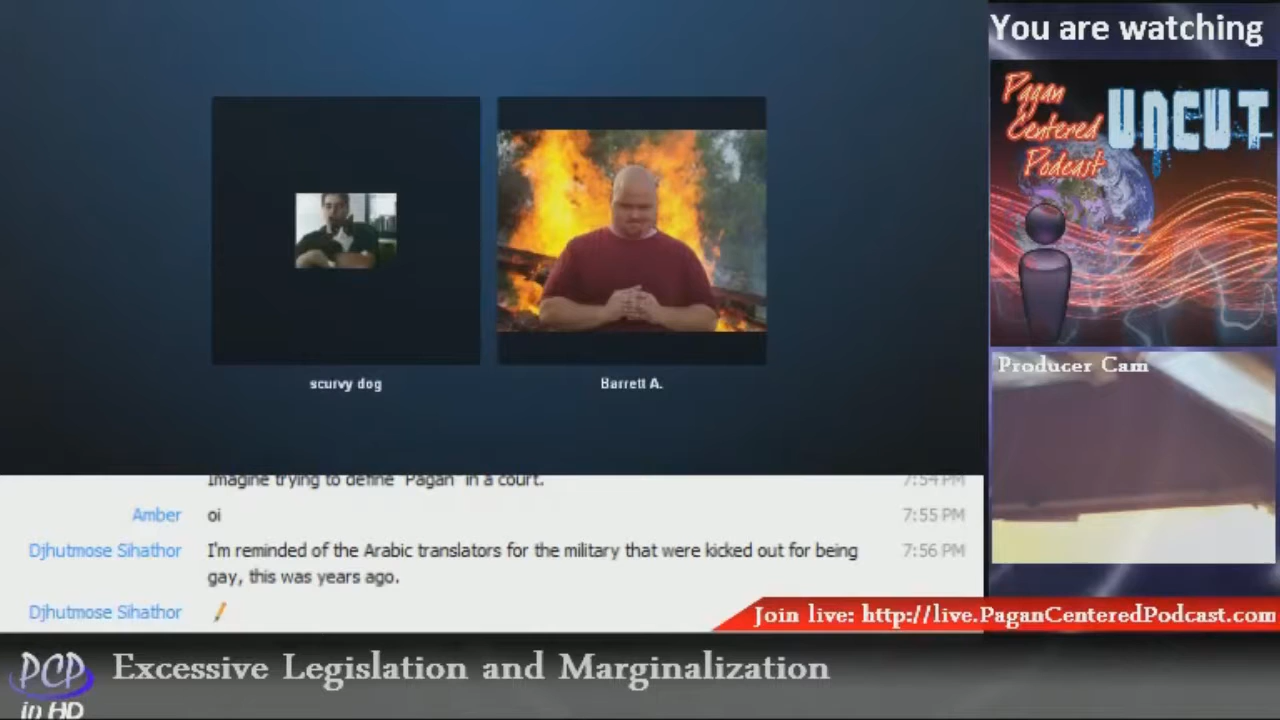 You are watching
Pagan
Centered
Podcast
UNCUT
Producer Cam
scurvy dog
Barrett A.
Imagine trying to define "Pagan" in a court.
7:54 PM
Amber
oi
7:55 PM
Djhutmose Sihathor
I'm reminded of the Arabic translators for the military that were kicked out for being
7:56 PM
gay, this was years ago.
Djhutmose Sihathor
Join live: http://live.PaganCenteredPodcast.com
PCP
in HD
Excessive Legislation and Marginalization